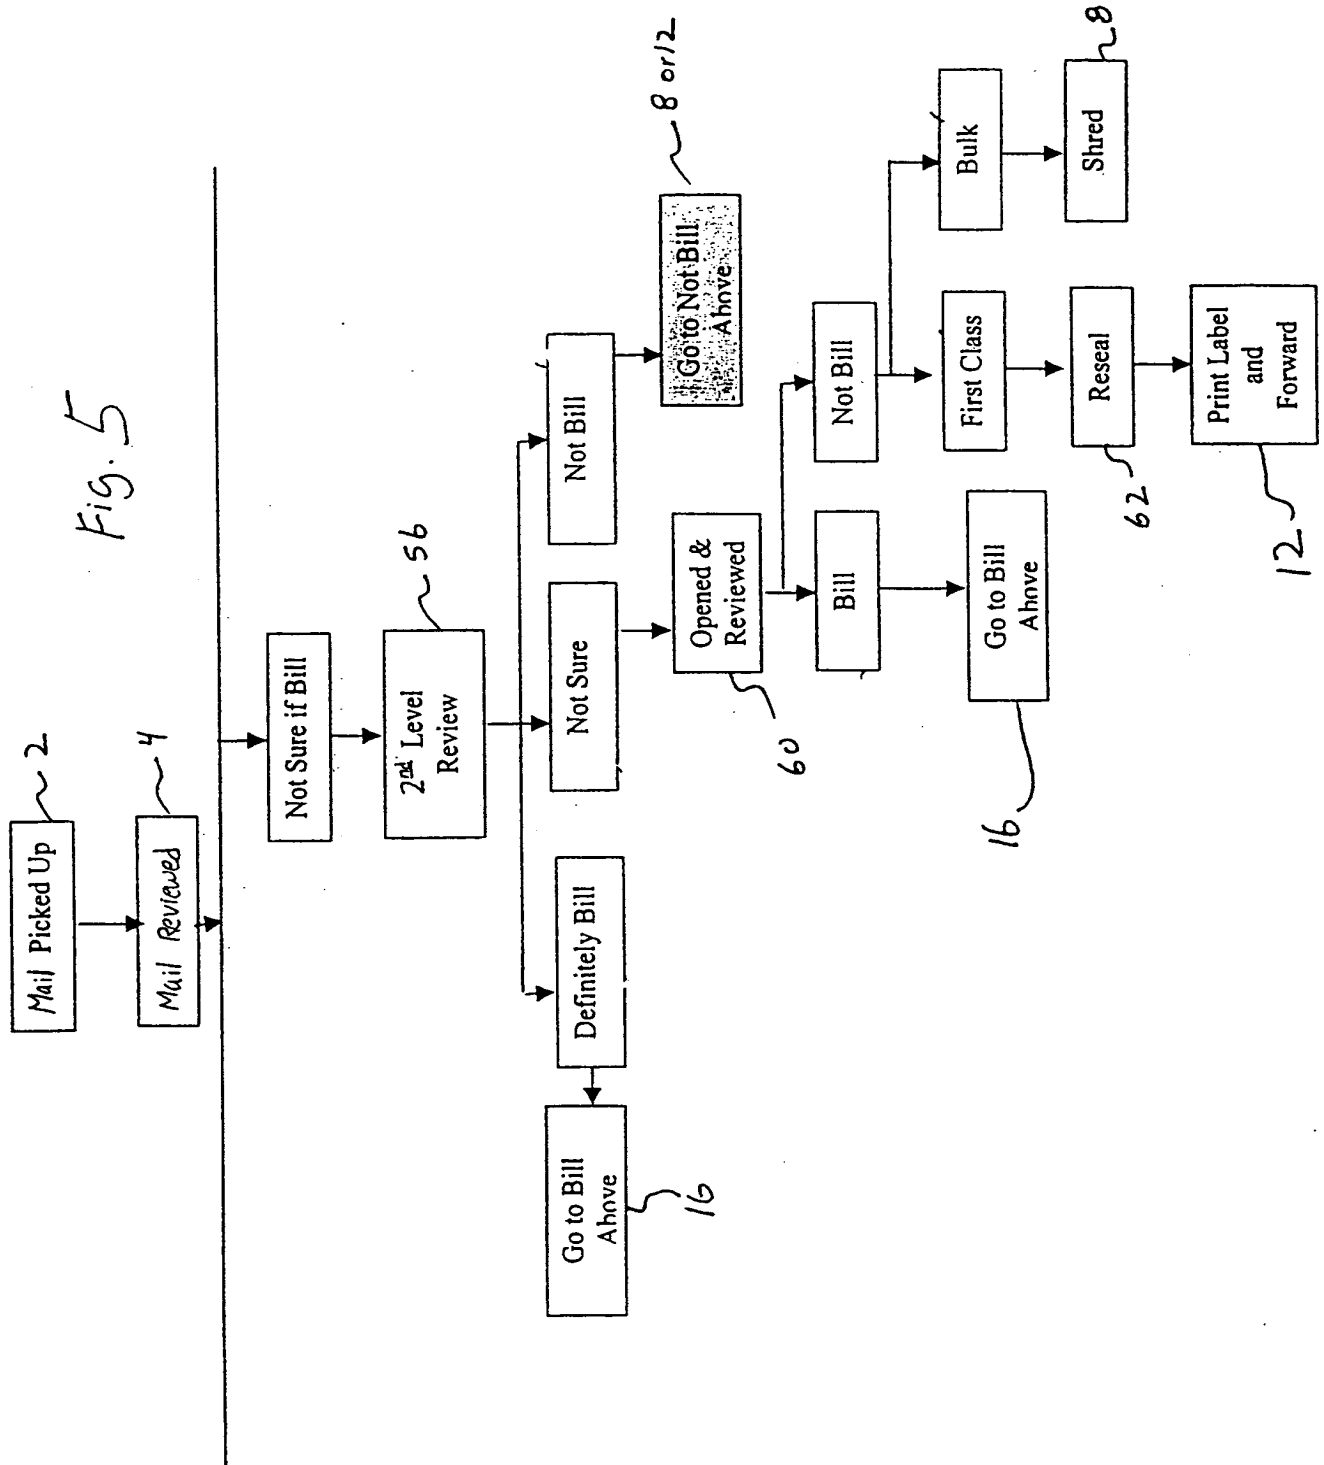 Fig. 5
Mail Picked Up
2
Mail Reviewed
4
Not Sure if Bill
2nd Level
Review
56
Definitely Bill
Not Sure
Not Bill
Go to Bill
Above
16
Opened &
Reviewed
60
Go to Not Bill
Above
8 or 12
Bill
Not Bill
Go to Bill
Above
16
First Class
Bulk
Reseal
62
Shred
8
Print Label
and
Forward
12